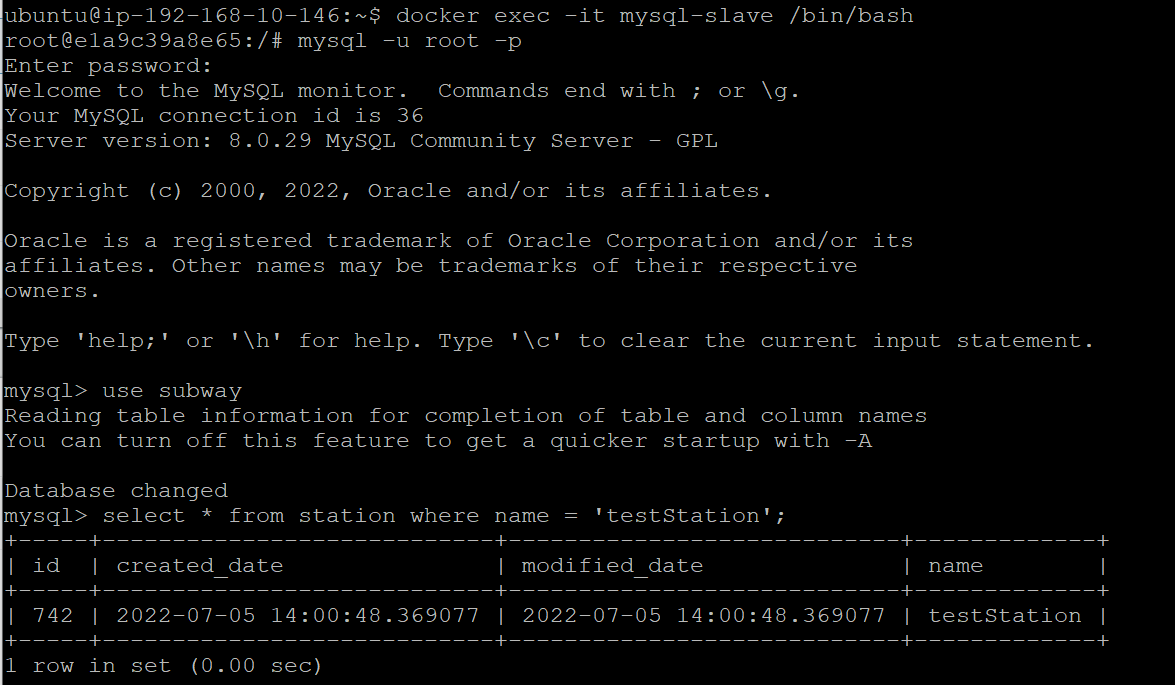 ubuntu@ip-192-168-10-146:~$ docker exec -it mysql-slave /bin/bash
root@e1a9c39a8e65:/# mysql -u root -p
Enter password:
Welcome to the MySQL monitor.  Commands end with ; or \g.
Your MySQL connection id is 36
Server version: 8.0.29 MySQL Community Server - GPL

Copyright (c) 2000, 2022, Oracle and/or its affiliates.

Oracle is a registered trademark of Oracle Corporation and/or its
affiliates. Other names may be trademarks of their respective
owners.

Type 'help;' or '\h' for help. Type '\c' to clear the current input statement.

mysql> use subway
Reading table information for completion of table and column names
You can turn off this feature to get a quicker startup with -A

Database changed
mysql> select * from station where name = 'testStation';
+-----+----------------------------+----------------------------+-------------+
| id  | created_date               | modified_date              | name        |
+-----+----------------------------+----------------------------+-------------+
| 742 | 2022-07-05 14:00:48.369077 | 2022-07-05 14:00:48.369077 | testStation |
+-----+----------------------------+----------------------------+-------------+
1 row in set (0.00 sec)